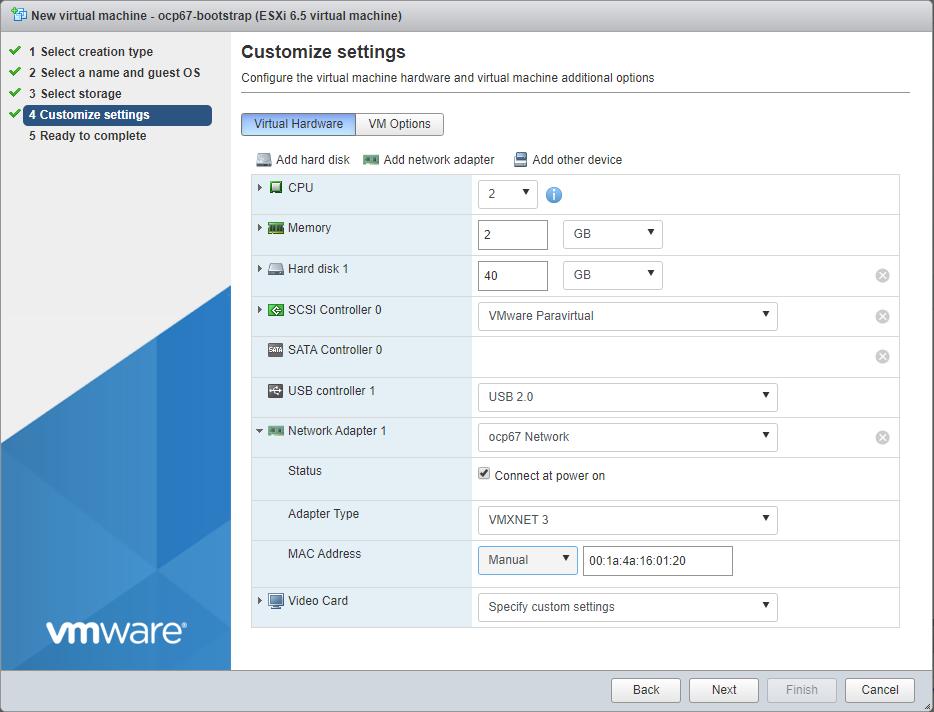 New virtual machine - ocp67-bootstrap (ESXi 6.5 virtual machine)
1 Select creation type
2 Select a name and guest OS
3 Select storage
4 Customize settings
5 Ready to complete
vmware®
Customize settings
Configure the virtual machine hardware and virtual machine additional options
Virtual Hardware VM Options
Add hard disk Add network adapter Add other device
CPU 2
Memory 2 GB
Hard disk 1 40 GB
SCSI Controller 0 VMware Paravirtual
SATA SATA Controller 0
USB controller 1 USB 2.0
Network Adapter 1 ocp67 Network
Status Connect at power on
Adapter Type VMXNET 3
MAC Address Manual 00:1a:4a:16:01:20
Video Card Specify custom settings
Back Next Finish Cancel